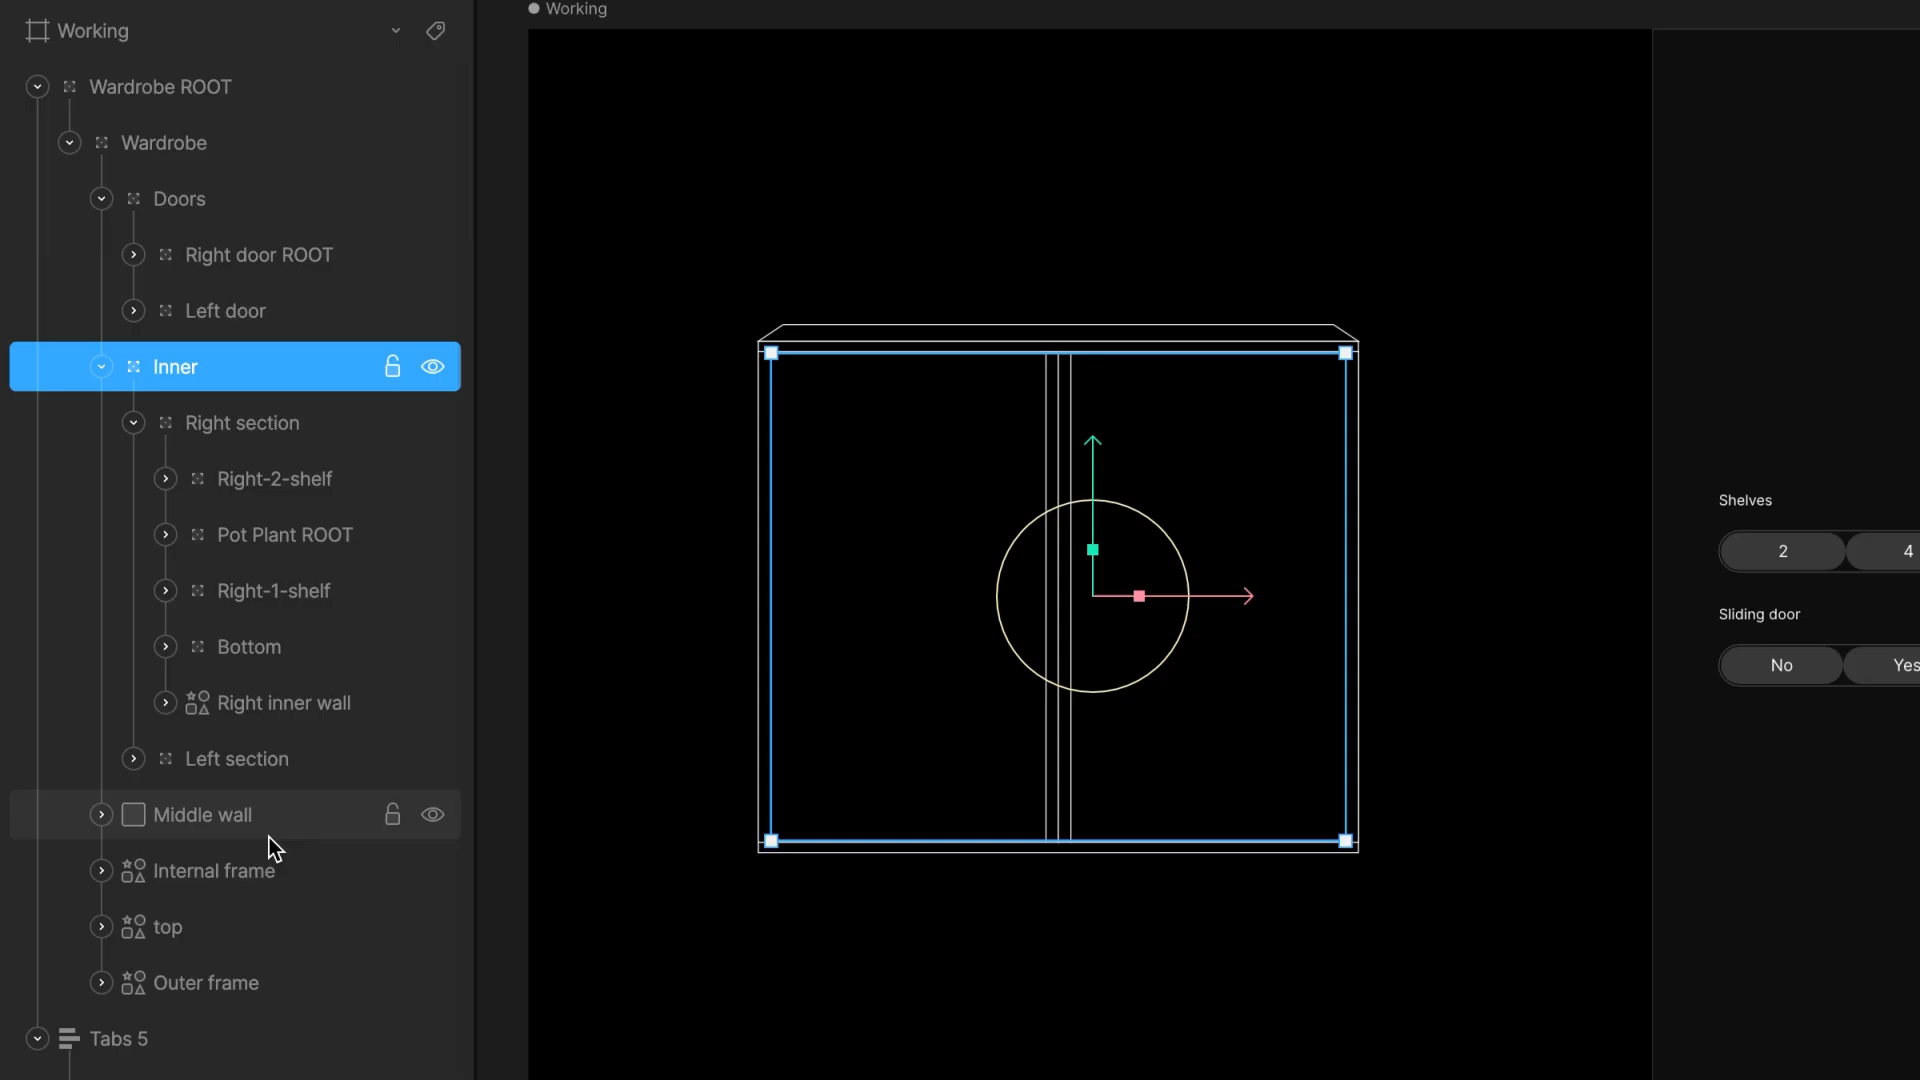 Working
Wardrobe ROOT
Wardrobe
Doors
Right door ROOT
Left door
Inner
Right section
Right-2-shelf
Pot Plant ROOT
Right-1-shelf
Bottom
Right inner wall
Left section
Middle wall
Internal frame
top
Outer frame
Tabs 5
Working
Shelves
2 4
Sliding door
No Yes